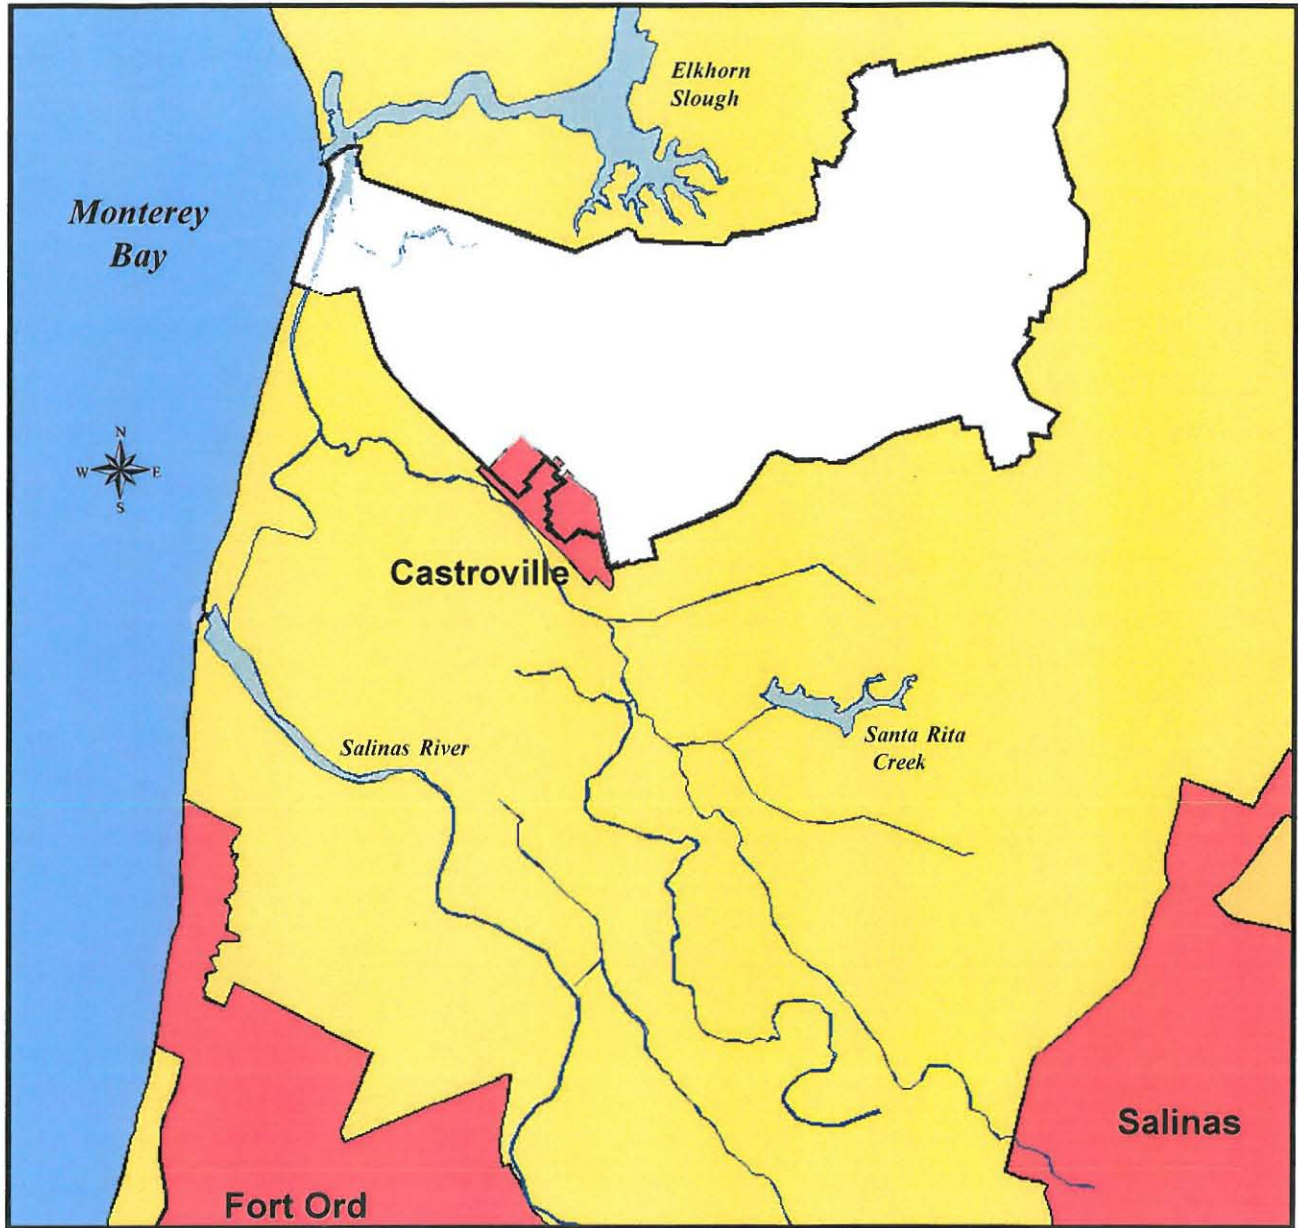 Elkhorn
Slough
Monterey
Bay
N
W E
S
Castroville
Salinas River
Santa Rita
Creek
Salinas
Fort Ord